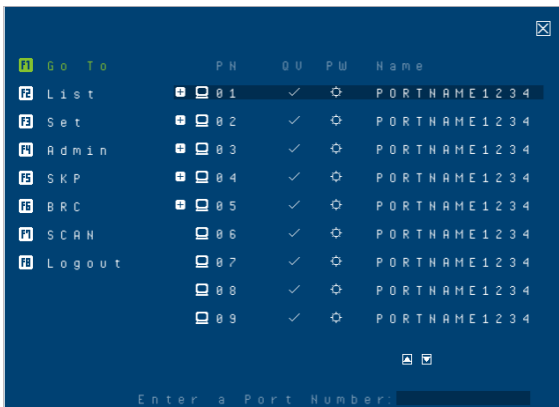 F1 Go To PN QV PW Name
F2 List 01 PORTNAME1234
F3 Set 02 PORTNAME1234
F4 Admin 03 PORTNAME1234
F5 SKP 04 PORTNAME1234
F6 BRC 05 PORTNAME1234
F7 SCAN 06 PORTNAME1234
F8 Logout 07 PORTNAME1234
08 PORTNAME1234
09 PORTNAME1234
Enter a Port Number: